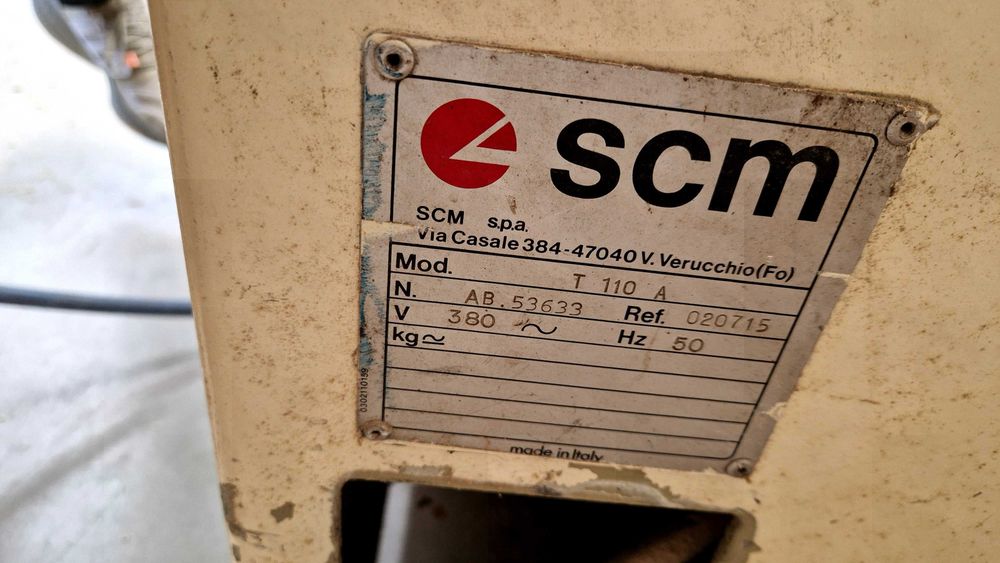 scm
SCM s.p.a.
Via Casale 384-47040 V. Verucchio (Fo)
Mod. T 110 A
N. AB.53633 Ref. 020715
V 380 ~ Hz 50
kg≃
0302110159
made in Italy